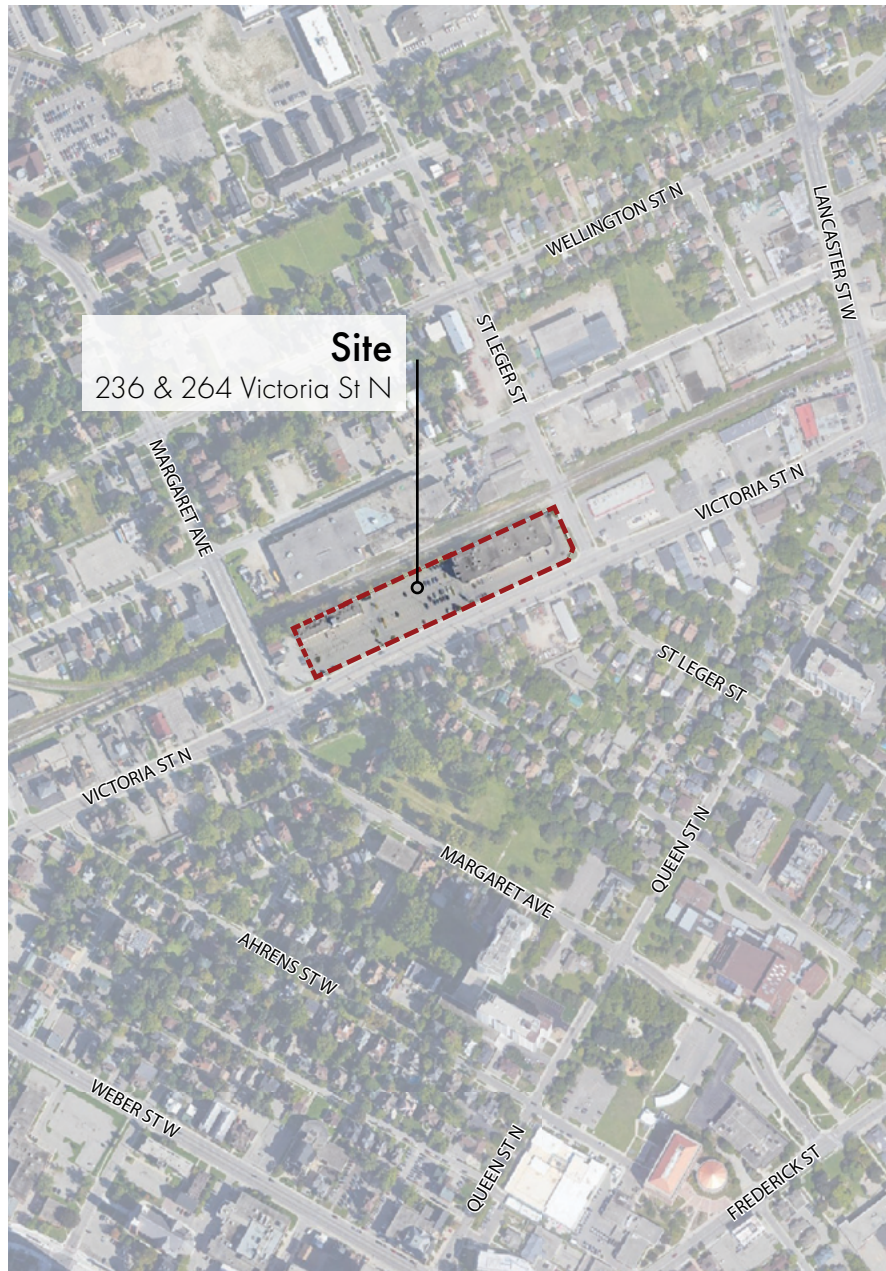 LANCASTER ST W
WELLINGTON ST N
ST LEGER ST
Site
236 & 264 Victoria St N
MARGARET AVE
VICTORIA ST N
ST LEGER ST
VICTORIA ST N
QUEEN ST N
MARGARET AVE
AHRENS ST W
WEBER ST W
QUEEN ST N
FREDERICK ST